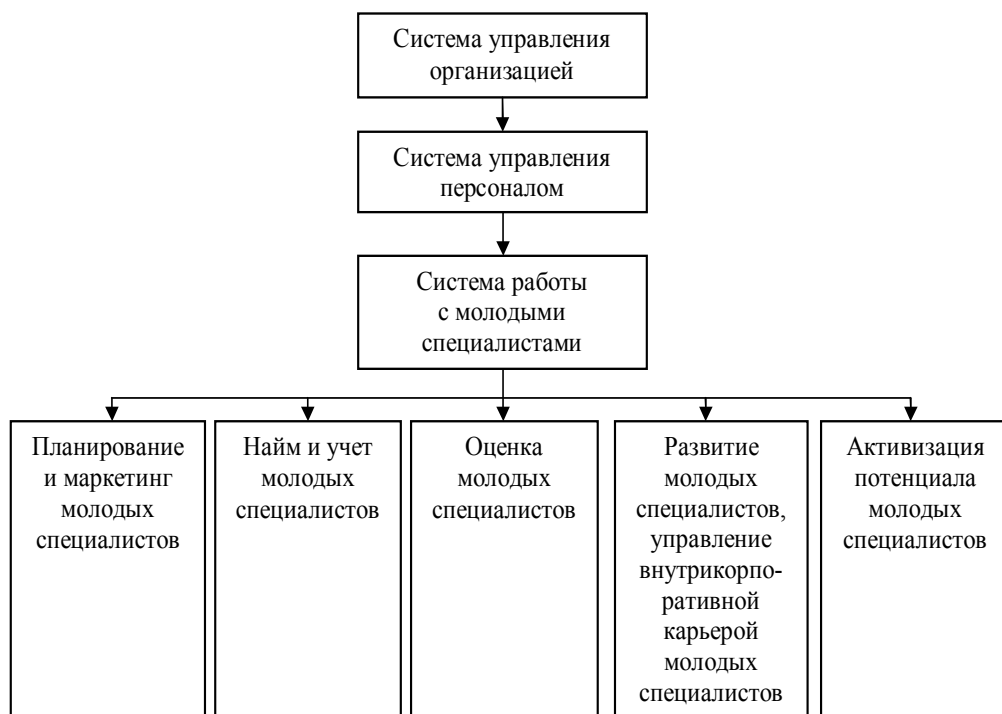 Система управления
организацией
Система управления
персоналом
Система работы
с молодыми
специалистами
Планирование
и маркетинг
молодых
специалистов
Найм и учет
молодых
специалистов
Оценка
молодых
специалистов
Развитие
молодых
специалистов,
управление
внутрикорпо-
ративной
карьерой
молодых
специалистов
Активизация
потенциала
молодых
специалистов